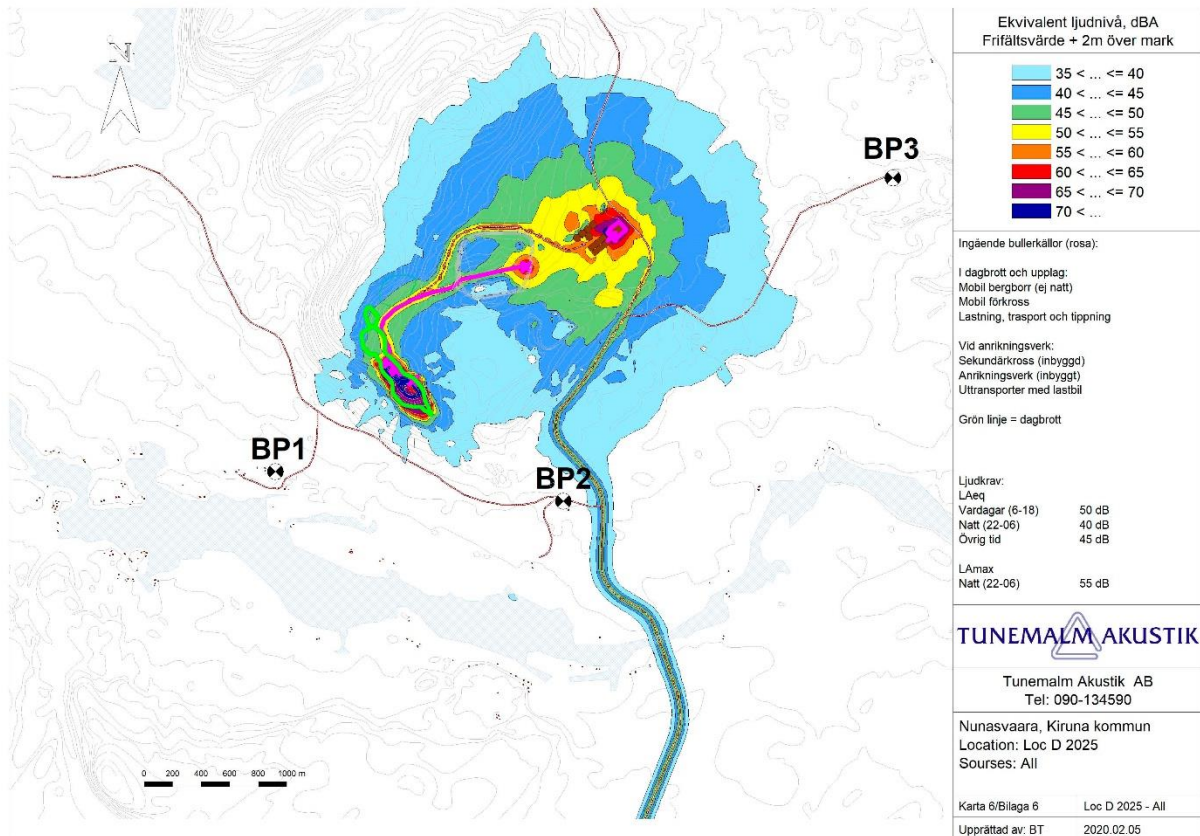 N
BP3
BP1
BP2
0 200 400 600 800 1000 m
Ekvivalent ljudnivå, dBA
Frifältsvärde + 2m över mark
35 < ... <= 40
40 < ... <= 45
45 < ... <= 50
50 < ... <= 55
55 < ... <= 60
60 < ... <= 65
65 < ... <= 70
70 < ...
Ingående bullerkällor (rosa):
I dagbrott och upplag:
Mobil bergborr (ej natt)
Mobil förkross
Lastning, trasport och tippning
Vid anrikningsverk:
Sekundärkross (inbyggd)
Anrikningsverk (inbyggt)
Uttransporter med lastbil
Grön linje = dagbrott
Ljudkrav:
LAeq
Vardagar (6-18) 50 dB
Natt (22-06) 40 dB
Övrig tid 45 dB
LAmax
Natt (22-06) 55 dB
TUNEMALM AKUSTIK
Tunemalm Akustik AB
Tel: 090-134590
Nunasvaara, Kiruna kommun
Location: Loc D 2025
Sourses: All
Karta 6/Bilaga 6 Loc D 2025 - All
Upprättad av: BT 2020.02.05